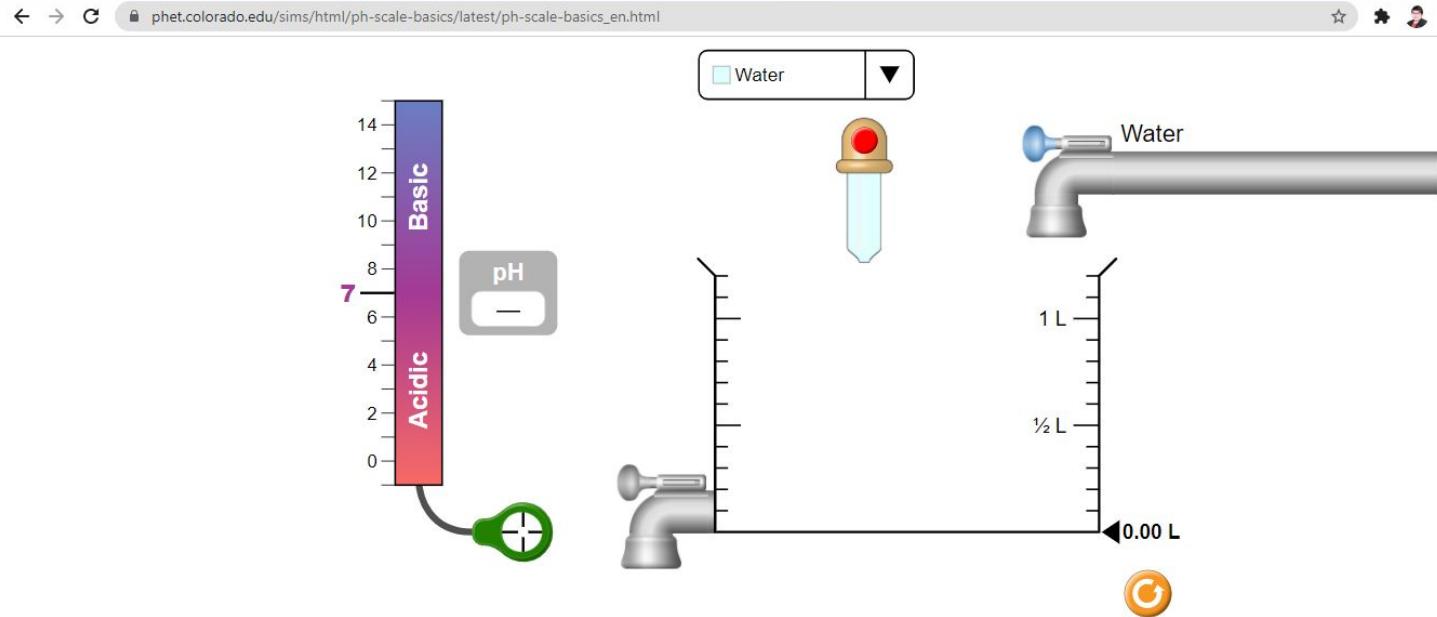 phet.colorado.edu/sims/html/ph-scale-basics/latest/ph-scale-basics_en.html
Water
Water
14
12
10
8
7
6
4
2
0
Basic
Acidic
pH
—
1 L
½ L
0.00 L